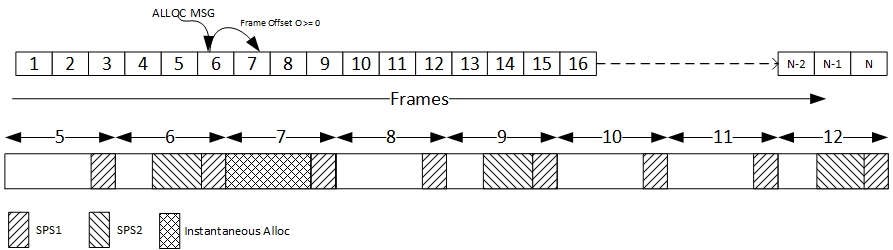 ALLOC MSG
Frame Offset O >= 0
1 2 3 4 5 6 7 8 9 10 11 12 13 14 15 16 N-2 N-1 N
Frames
5 6 7 8 9 10 11 12
SPS1 SPS2 Instantaneous Alloc